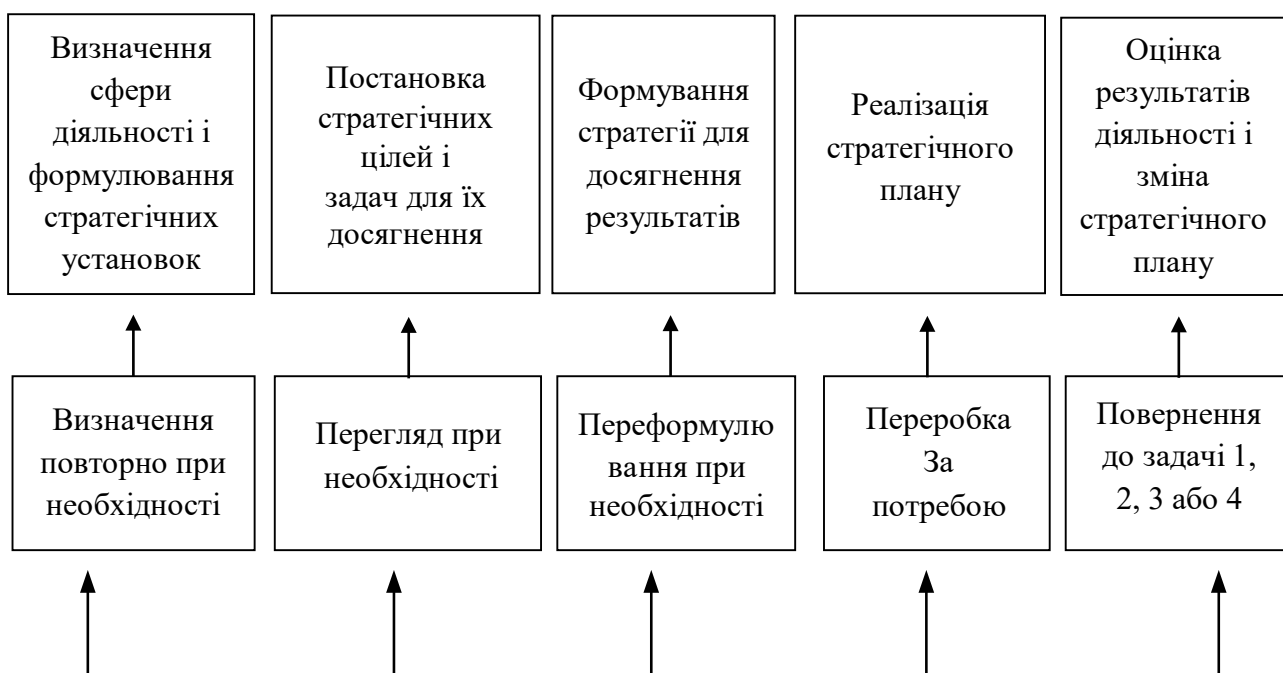 Визначення
сфери
діяльності і
формулювання
стратегічних
установок
Постановка
стратегічних
цілей і
задач для їх
досягнення
Формування
стратегії для
досягнення
результатів
Реалізація
стратегічного
плану
Оцінка
результатів
діяльності і
зміна
стратегічного
плану
Визначення
повторно при
необхідності
Перегляд при
необхідності
Переформулю
вання при
необхідності
Переробка
За
потребою
Повернення
до задачі 1,
2, 3 або 4